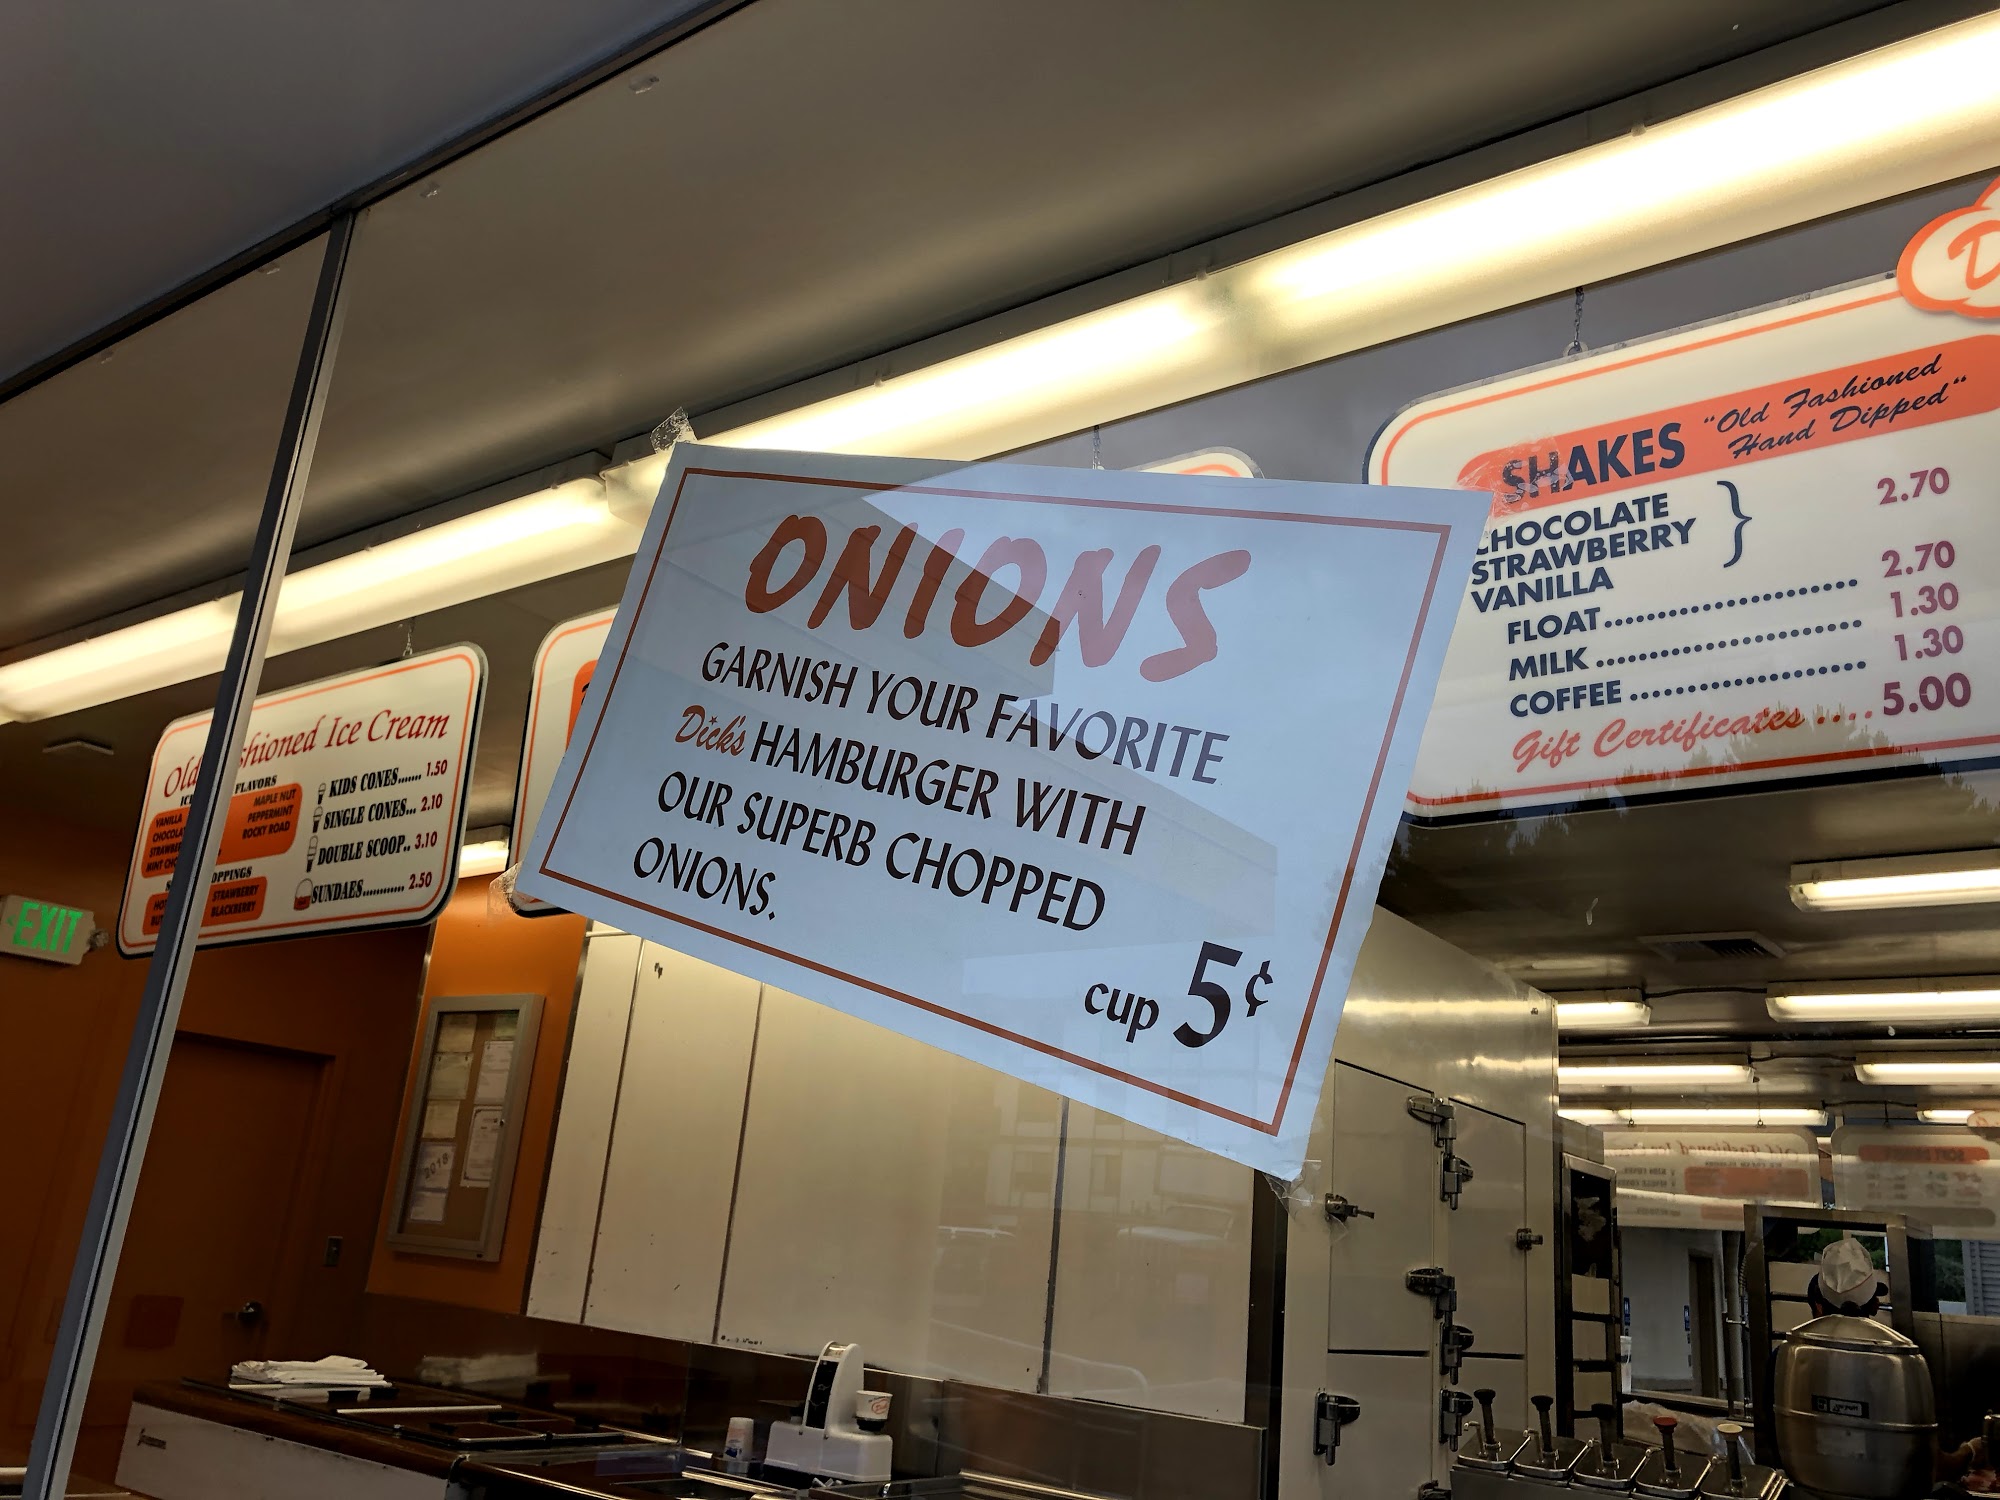 ONIONS
GARNISH YOUR FAVORITE
Dick's HAMBURGER WITH
OUR SUPERB CHOPPED
ONIONS.
cup 5¢
SHAKES "Old Fashioned
Hand Dipped"
CHOCOLATE
STRAWBERRY } 2.70
VANILLA
FLOAT.................... 2.70
MILK .................... 1.30
COFFEE .................. 1.30
Gift Certificates .... 5.00
Old shioned Ice Cream
FLAVORS
VANILLA MAPLE NUT
PEPPERMINT
ROCKY ROAD
KIDS CONES....... 1.50
SINGLE CONES... 2.10
DOUBLE SCOOP.. 3.10
SUNDAES............ 2.50
OPPINGS
STRAWBERRY
BLACKBERRY
EXIT
2018